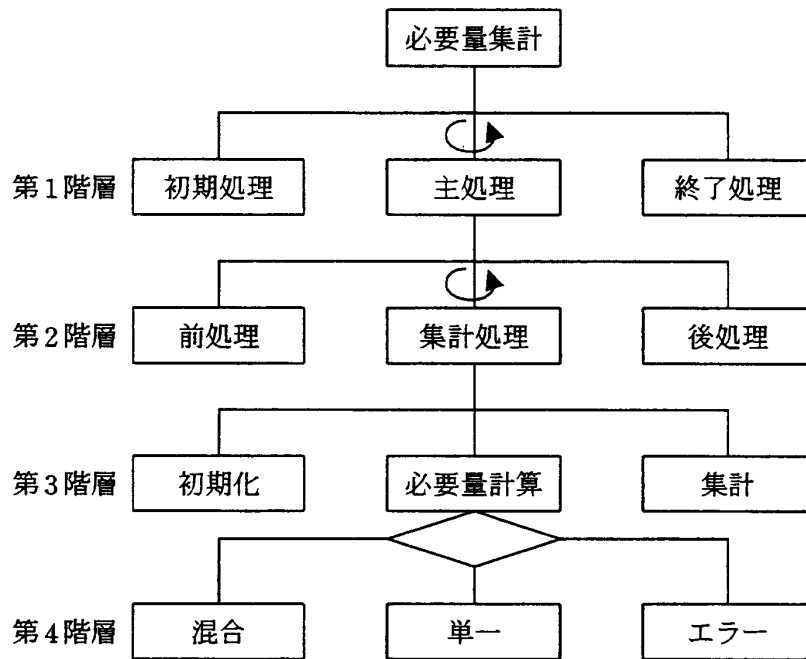 必要量集計
第1階層 初期処理 主処理 終了処理
第2階層 前処理 集計処理 後処理
第3階層 初期化 必要量計算 集計
第4階層 混合 単一 エラー